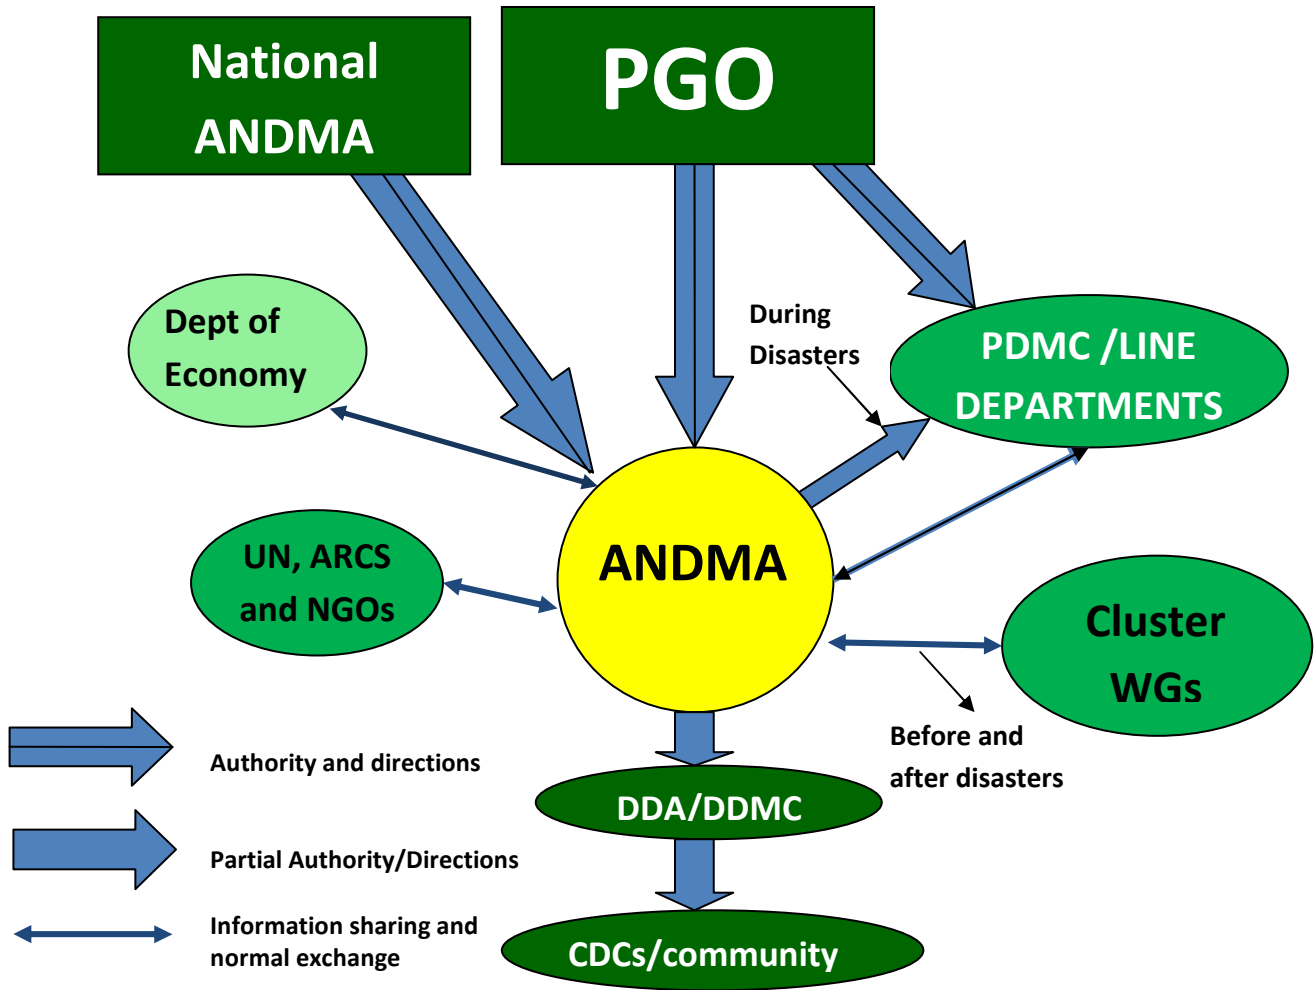 National
ANDMA
PGO
Dept of
Economy
During
Disasters
PDMC /LINE
DEPARTMENTS
UN, ARCS
and NGOs
ANDMA
Cluster
WGs
Before and
after disasters
Authority and directions
DDA/DDMC
Partial Authority/Directions
Information sharing and
normal exchange
CDCs/community